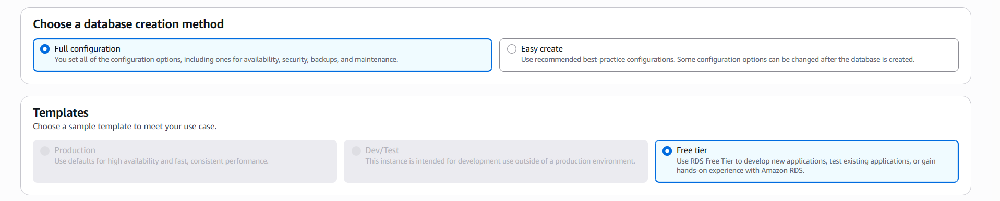 Choose a database creation method
Full configuration
You set all of the configuration options, including ones for availability, security, backups, and maintenance.
Easy create
Use recommended best-practice configurations. Some configuration options can be changed after the database is created.
Templates
Choose a sample template to meet your use case.
Production
Use defaults for high availability and fast, consistent performance.
Dev/Test
This instance is intended for development use outside of a production environment.
Free tier
Use RDS Free Tier to develop new applications, test existing applications, or gain
hands-on experience with Amazon RDS.